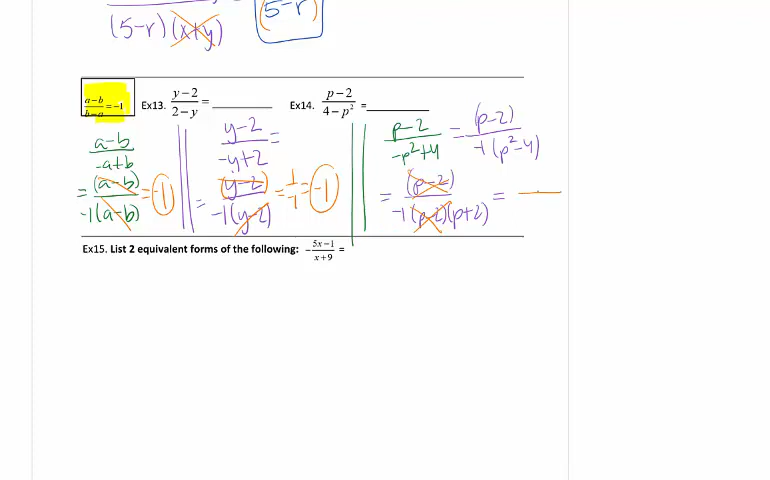 (5-r)(x+y) (5-r)
a-b/b-a = -1 Ex13. y-2/2-y = ________ Ex14. p-2/4-p² = ________
a-b/-a+b y-2/-y+2 = p-2/-p²+4 = (p-2)/-1(p²-4)
= (a-b)/-1(a-b) = -1 = (y-2)/-1(y-2) = 1/-1 = -1 = (p-2)/-1(p-2)(p+2) =
Ex15. List 2 equivalent forms of the following: -5x-1/x+9 =